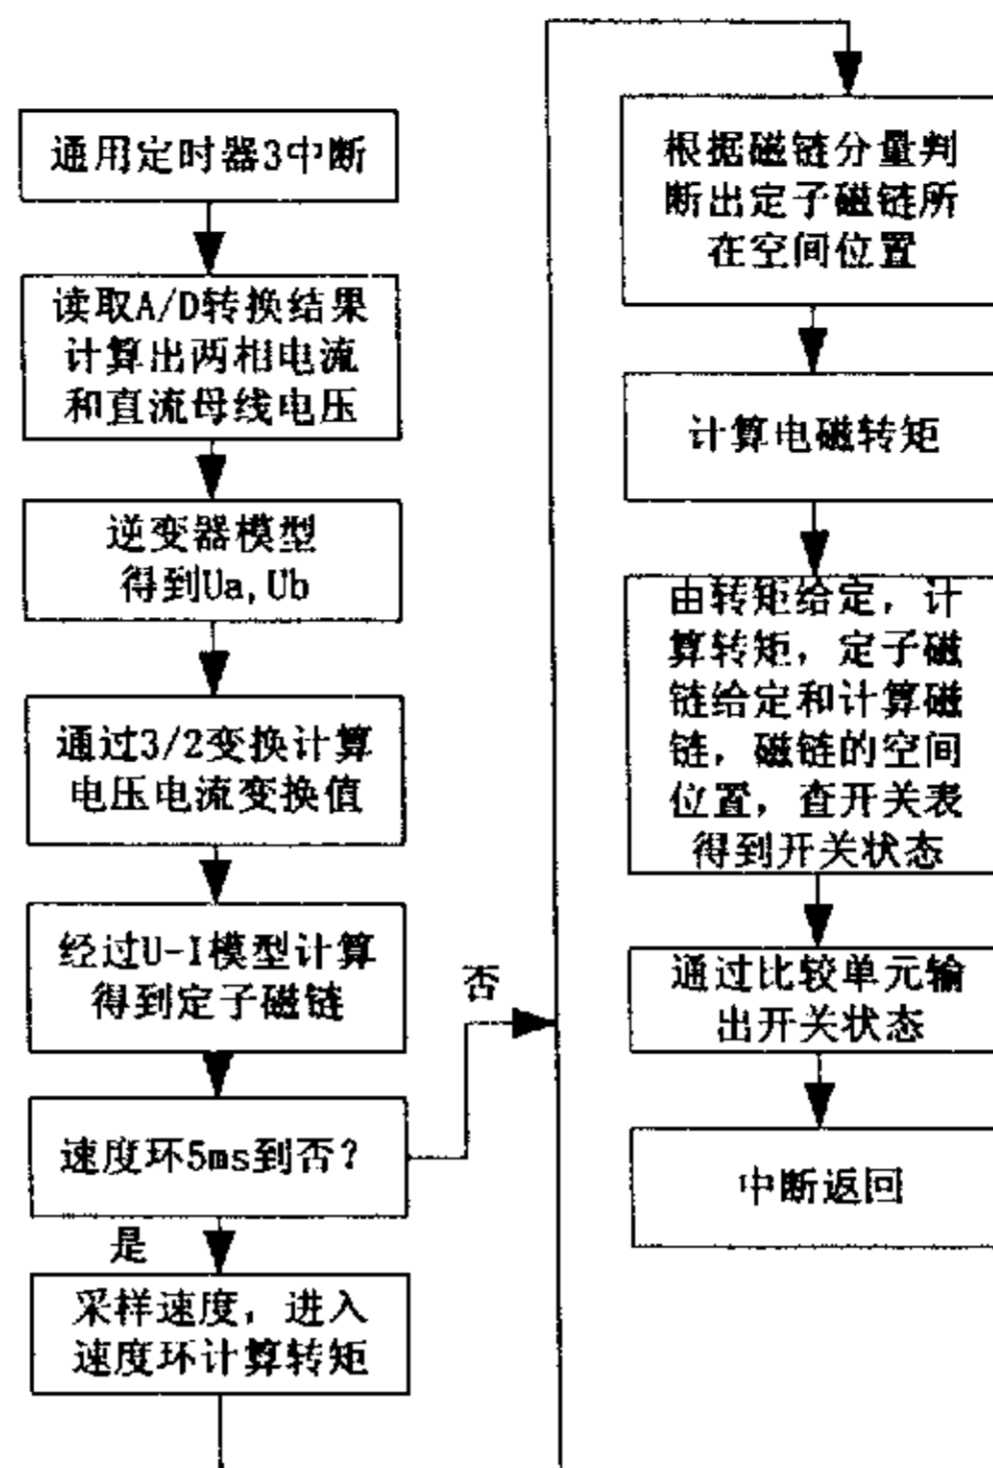 通用定时器3中断
读取A/D转换结果
计算出两相电流
和直流母线电压
逆变器模型
得到Ua,Ub
通过3/2变换计算
电压电流变换值
经过U-I模型计算
得到定子磁链
否
速度环5ms到否?
是
采样速度，进入
速度环计算转矩
根据磁链分量判
断出定子磁链所
在空间位置
计算电磁转矩
由转矩给定，计
算转矩，定子磁
链给定和计算磁
链，磁链的空间
位置，查开关表
得到开关状态
通过比较单元输
出开关状态
中断返回